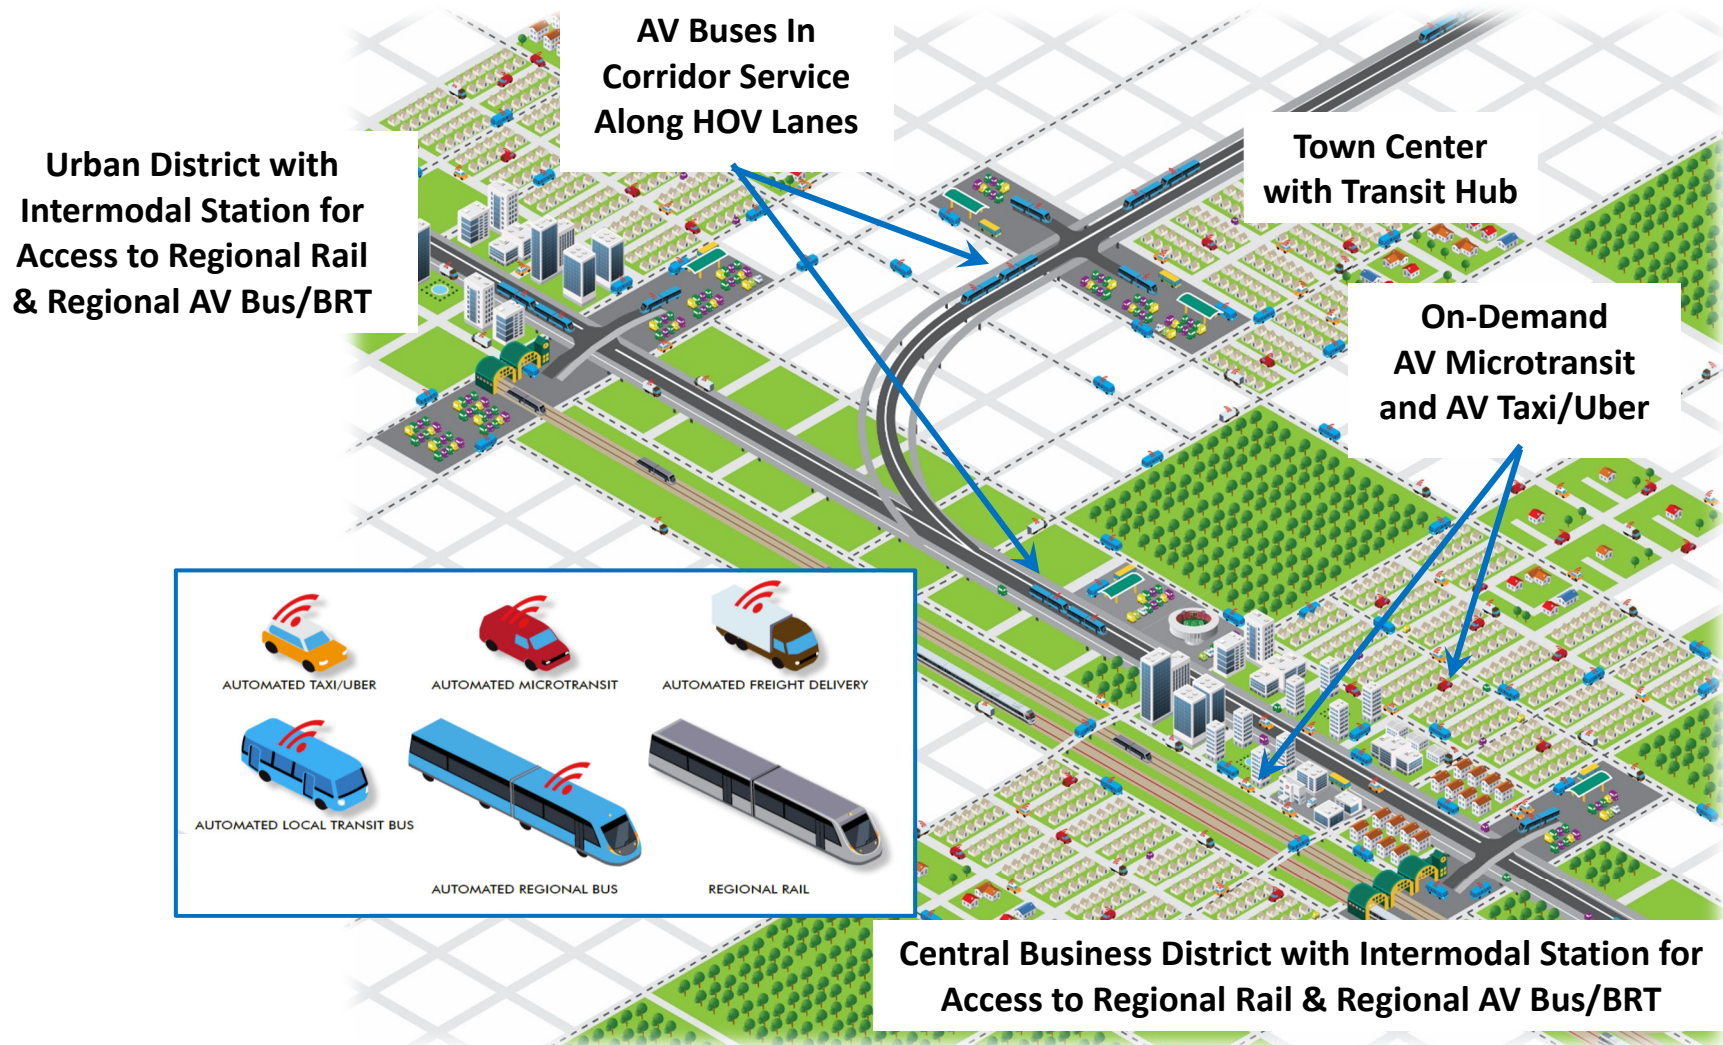 AV Buses In
Corridor Service
Along HOV Lanes
Urban District with
Intermodal Station for
Access to Regional Rail
& Regional AV Bus/BRT
Town Center
with Transit Hub
On-Demand
AV Microtransit
and AV Taxi/Uber
AUTOMATED TAXI/UBER
AUTOMATED MICROTRANSIT
AUTOMATED FREIGHT DELIVERY
AUTOMATED LOCAL TRANSIT BUS
AUTOMATED REGIONAL BUS
REGIONAL RAIL
Central Business District with Intermodal Station for
Access to Regional Rail & Regional AV Bus/BRT